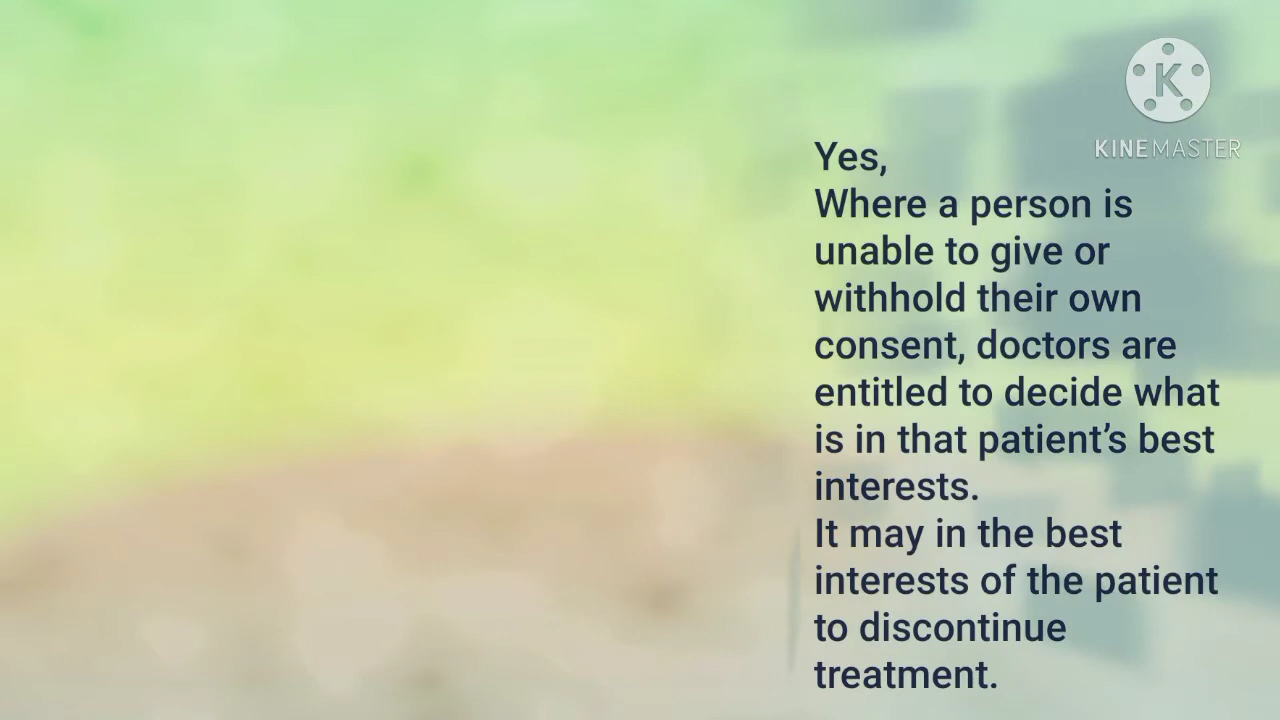 K
KINEMASTER
Yes,
Where a person is
unable to give or
withhold their own
consent, doctors are
entitled to decide what
is in that patient’s best
interests.
It may in the best
interests of the patient
to discontinue
treatment.